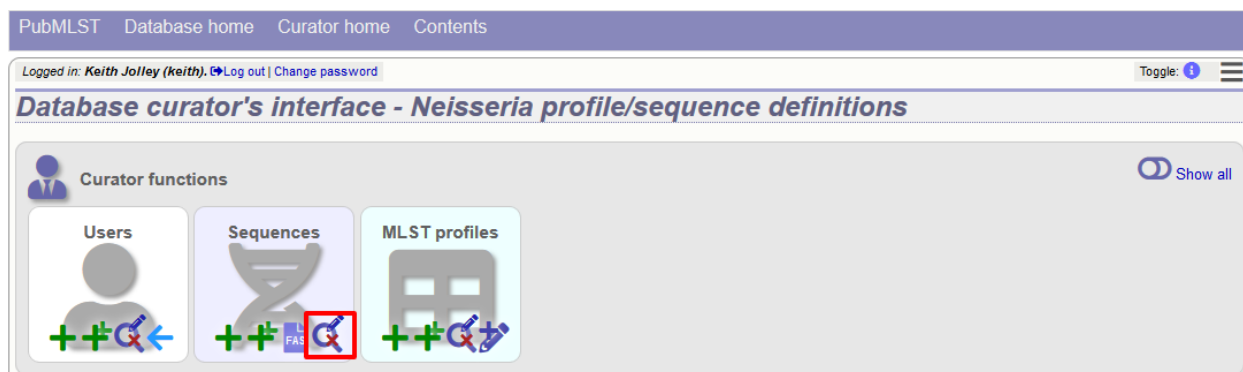 PubMLST Database home Curator home Contents
Logged in: Keith Jolley (keith). Log out | Change password
Toggle: i
Database curator's interface - Neisseria profile/sequence definitions
Curator functions
Show all
Users
Sequences
MLST profiles
FAS